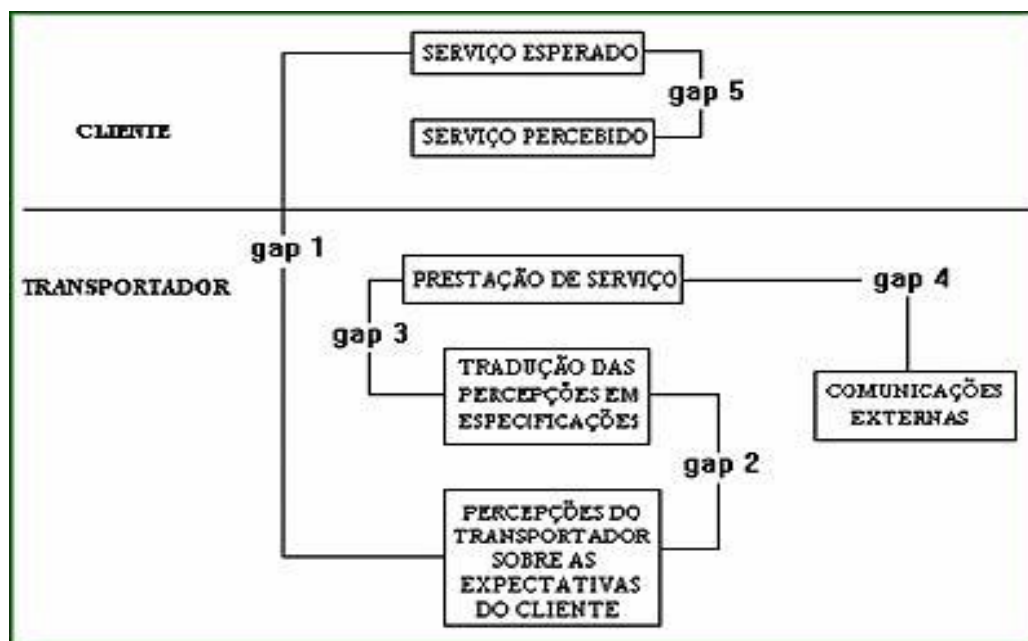 SERVIÇO ESPERADO
gap 5
CLIENTE
SERVIÇO PERCEBIDO
gap 1
TRANSPORTADOR
PRESTAÇÃO DE SERVIÇO
gap 4
gap 3
TRADUÇÃO DAS
PERCEPÇÕES EM
ESPECIFICAÇÕES
COMUNICAÇÕES
EXTERNAS
gap 2
PERCEPÇÕES DO
TRANSPORTADOR
SOBRE AS
EXPECTATIVAS
DO CLIENTE